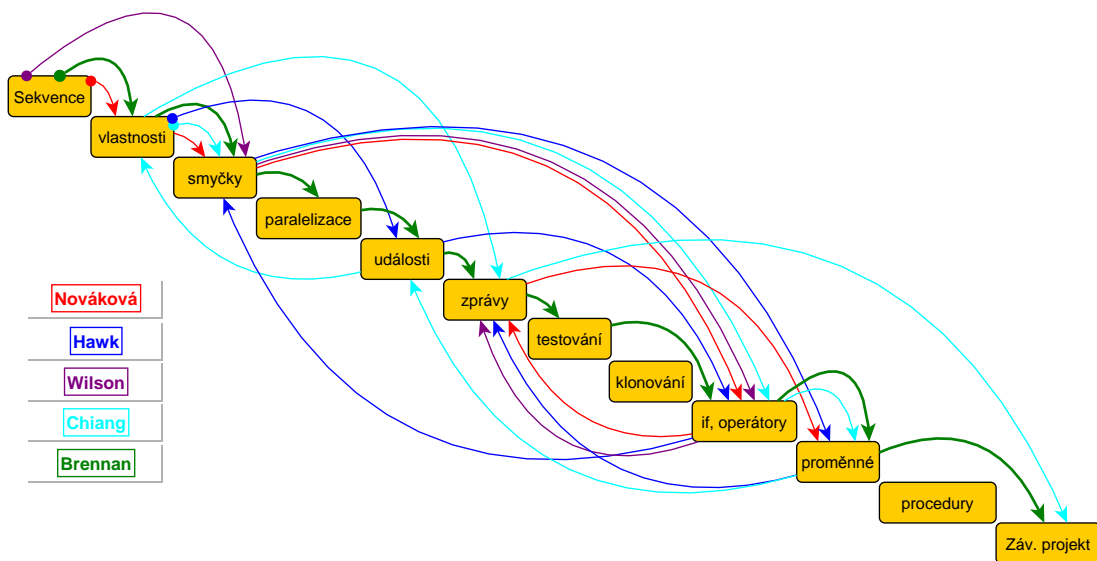 Sekvence
vlastnosti
smyčky
paralelizace
události
zprávy
testování
klonování
if, operátory
proměnné
procedury
Záv. projekt
Nováková
Hawk
Wilson
Chiang
Brennan